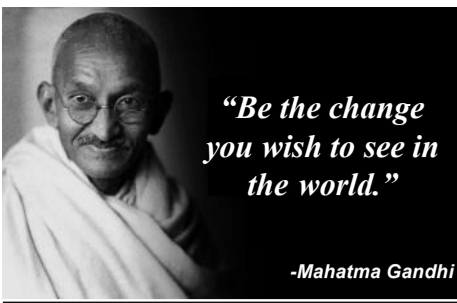 “Be the change
you wish to see in
the world.”
-Mahatma Gandhi